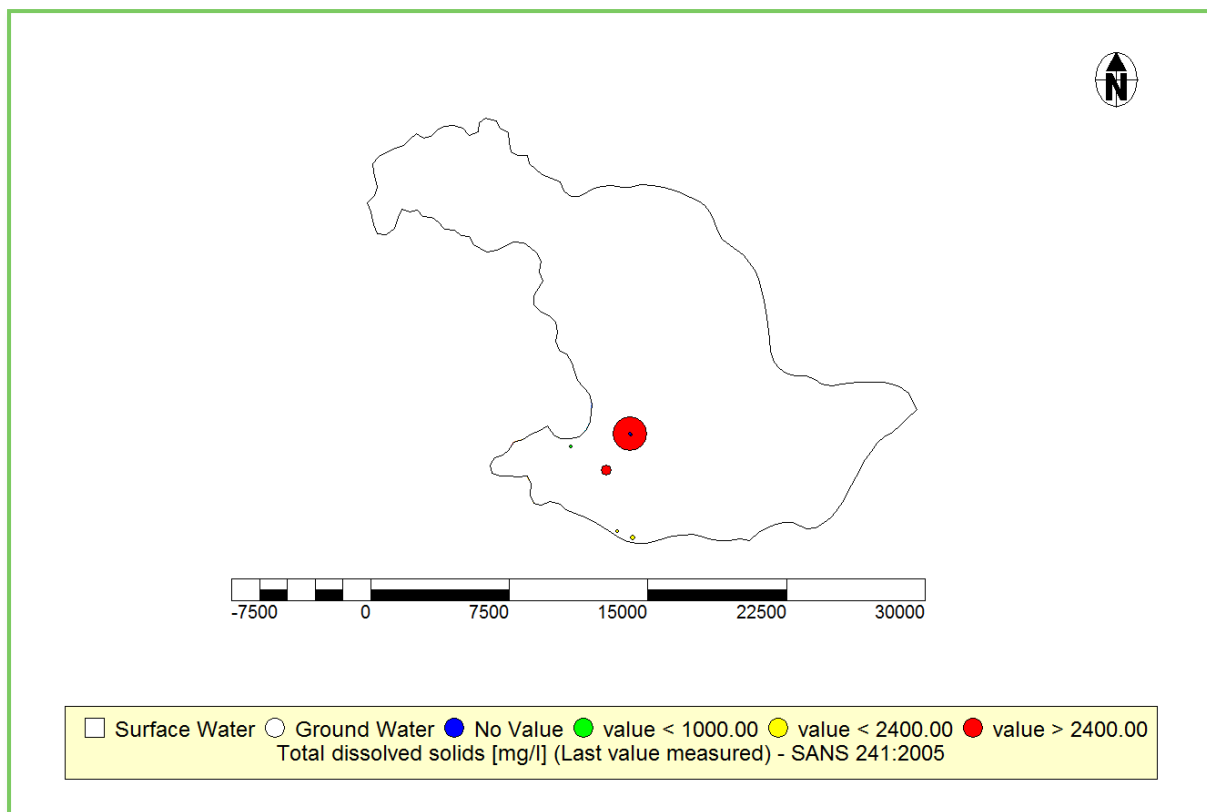 N
-7500 0 7500 15000 22500 30000
Surface Water Ground Water No Value value < 1000.00 value < 2400.00 value > 2400.00
Total dissolved solids [mg/l] (Last value measured) - SANS 241:2005